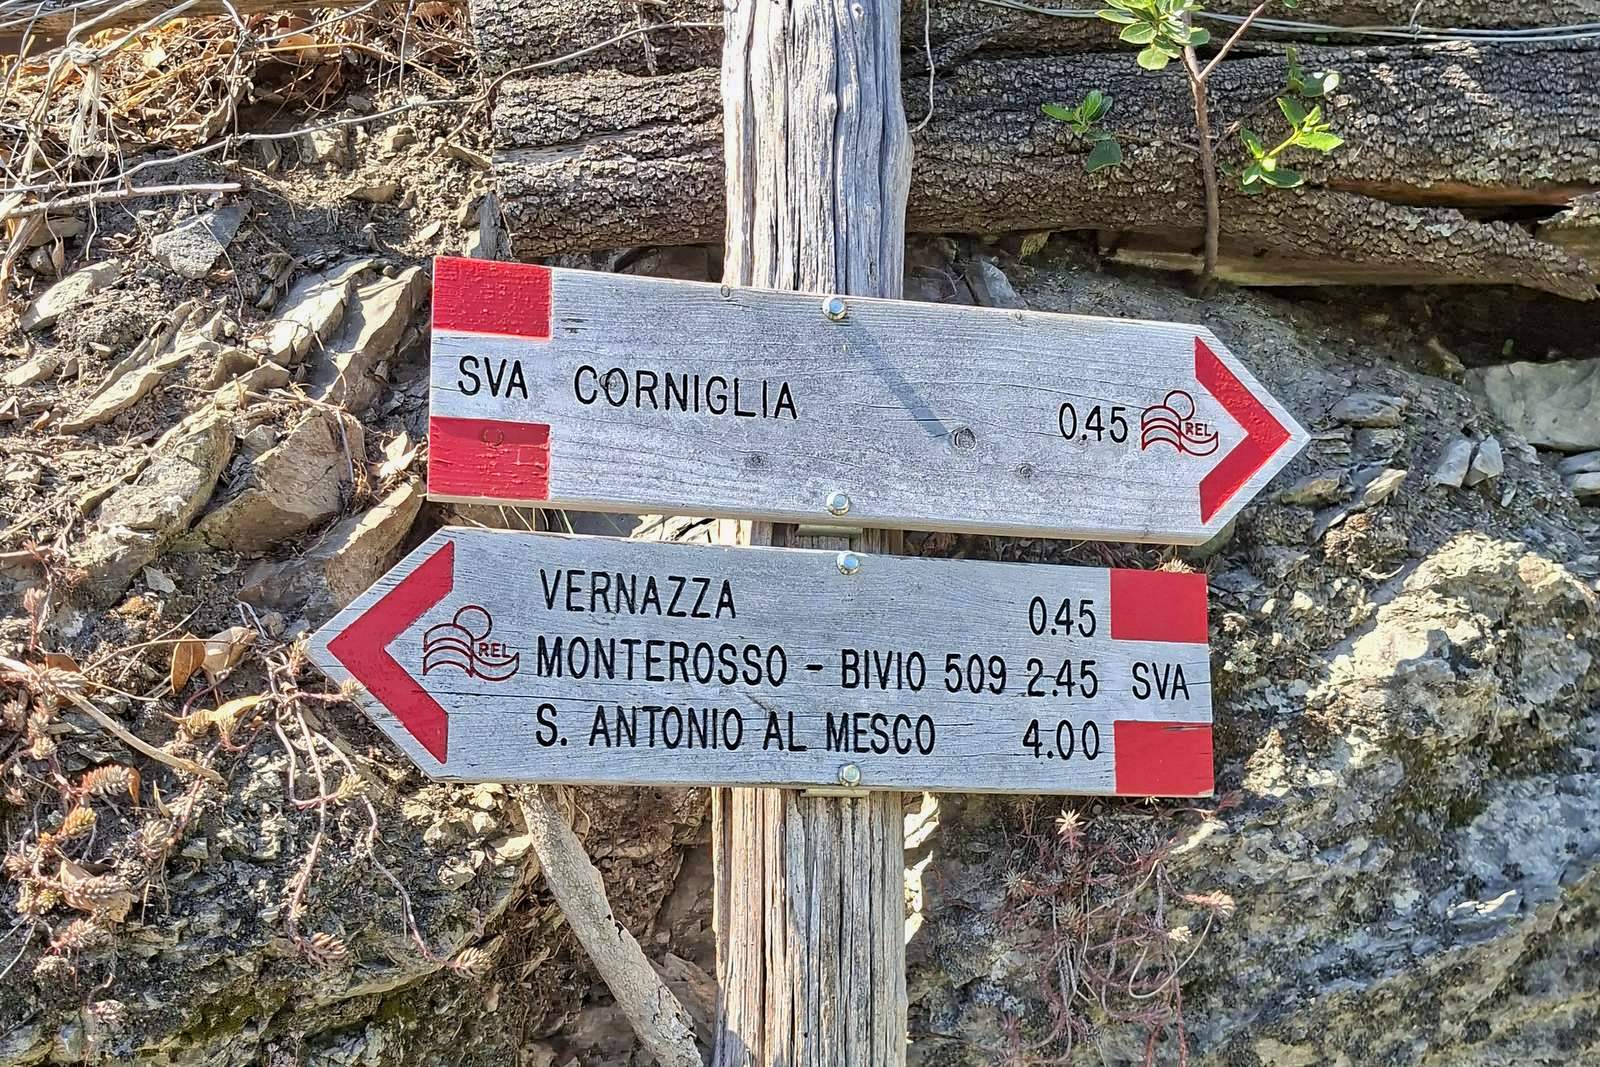 SVA CORNIGLIA 0.45 REL
VERNAZZA 0.45
REL MONTEROSSO - BIVIO 509 2.45 SVA
S. ANTONIO AL MESCO 4.00